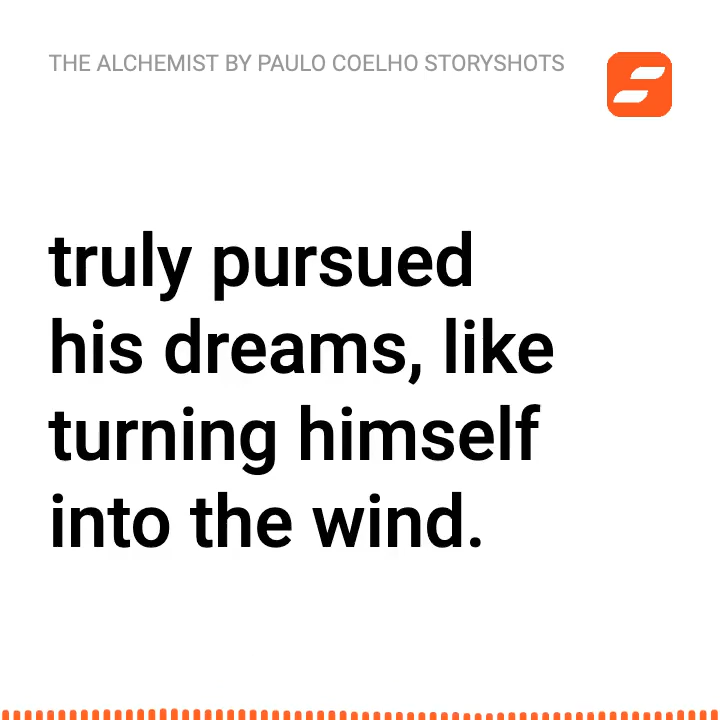 THE ALCHEMIST BY PAULO COELHO STORYSHOTS
truly pursued
his dreams, like
turning himself
into the wind.